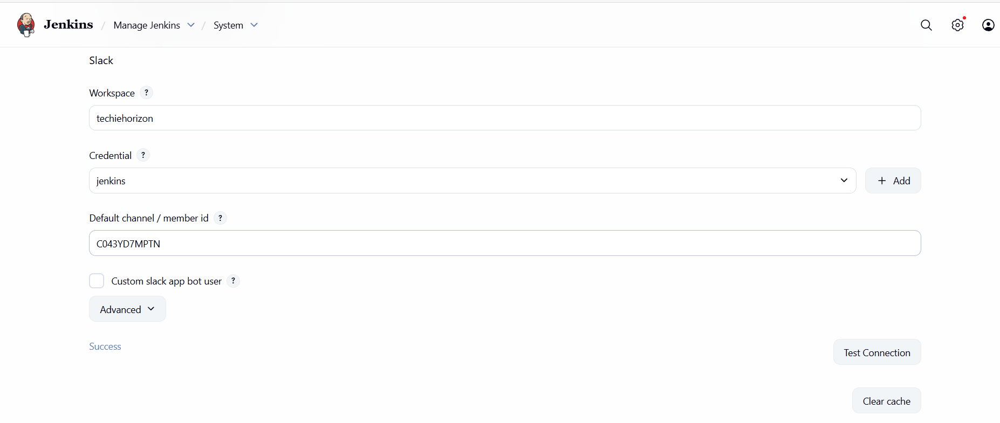 Jenkins / Manage Jenkins / System
Slack
Workspace ?
techiehorizon
Credential ?
jenkins
+ Add
Default channel / member id ?
C043YD7MPTN
Custom slack app bot user ?
Advanced
Success
Test Connection
Clear cache